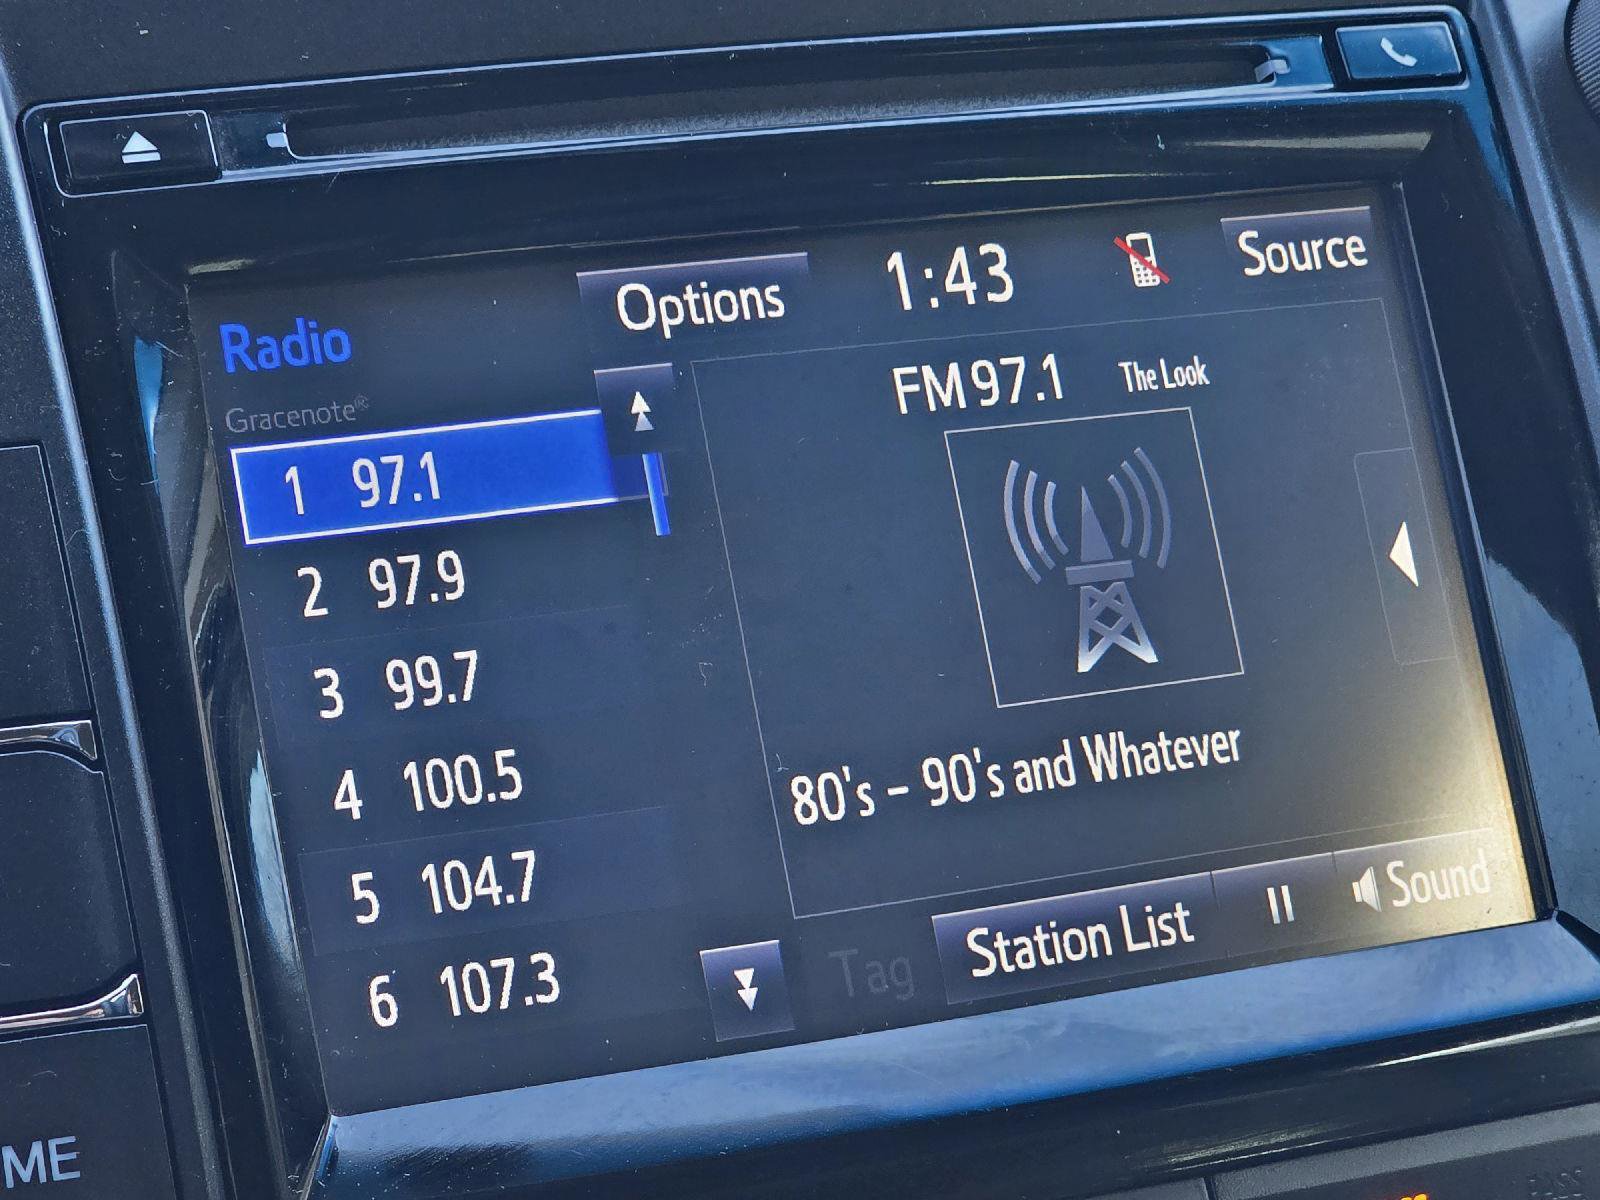 Options
1:43
Source
Radio
Gracenote®
FM 97.1
The Look
1 97.1
2 97.9
3 99.7
4 100.5
5 104.7
6 107.3
80's – 90's and Whatever
Tag
Station List
Sound
ME